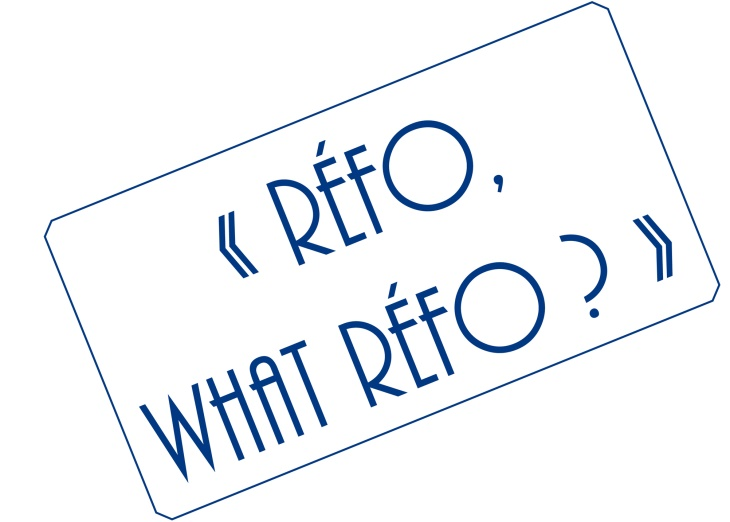 « RÉFO,
WHAT RÉFO ? »